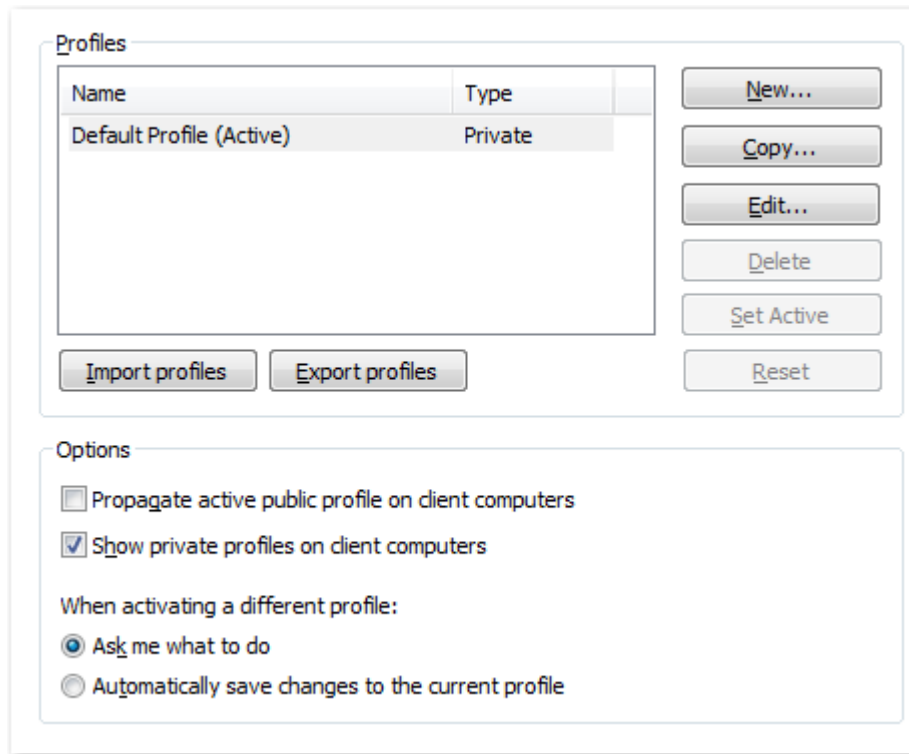 Profiles
Name Type
Default Profile (Active) Private
New...
Copy...
Edit...
Delete
Set Active
Reset
Import profiles Export profiles
Options
Propagate active public profile on client computers
Show private profiles on client computers
When activating a different profile:
Ask me what to do
Automatically save changes to the current profile